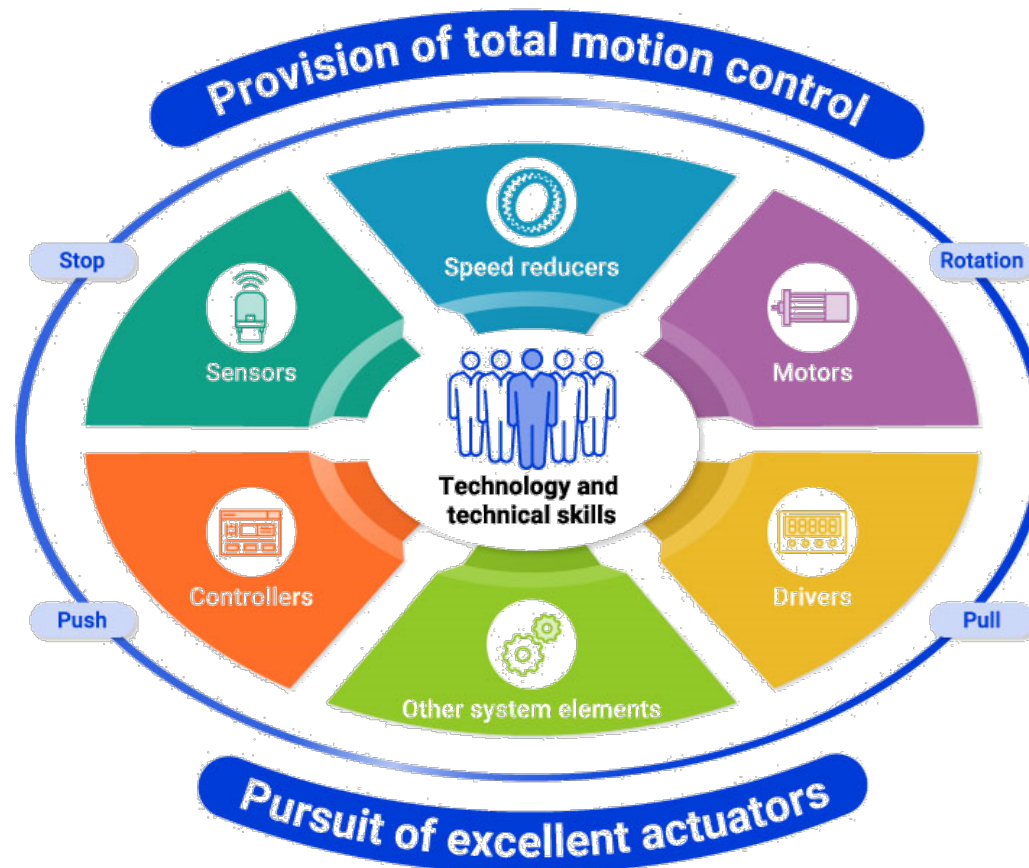 Provision of total motion control
Stop
Rotation
Speed reducers
Sensors
Motors
Technology and
technical skills
Controllers
Drivers
Push
Pull
Other system elements
Pursuit of excellent actuators